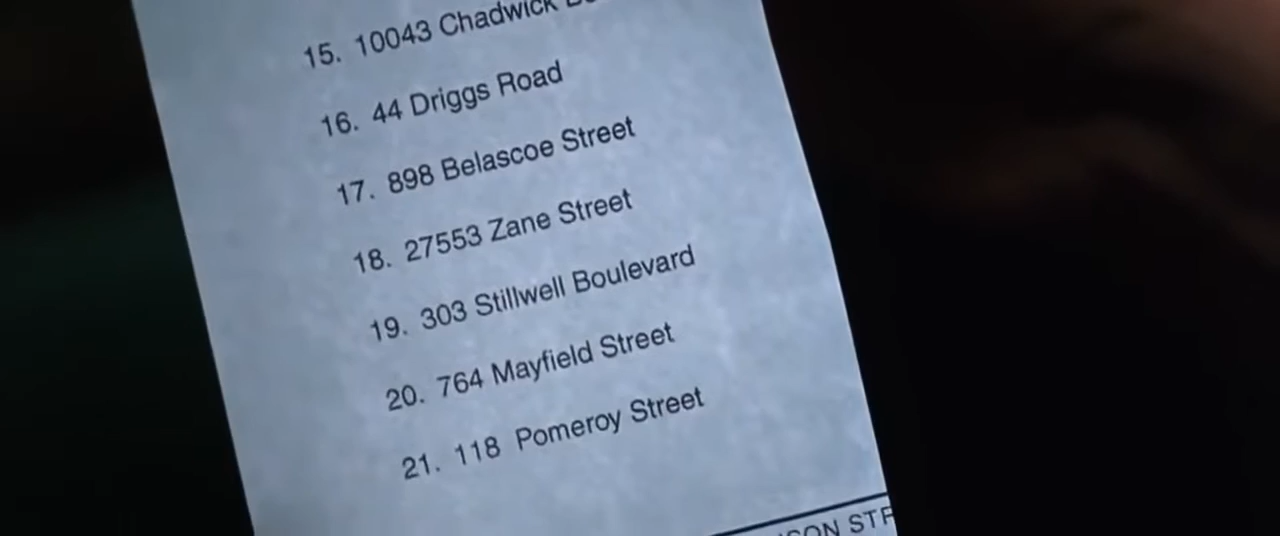 15. 10043 Chadwick
16. 44 Driggs Road
17. 898 Belascoe Street
18. 27553 Zane Street
19. 303 Stillwell Boulevard
20. 764 Mayfield Street
21. 118 Pomeroy Street